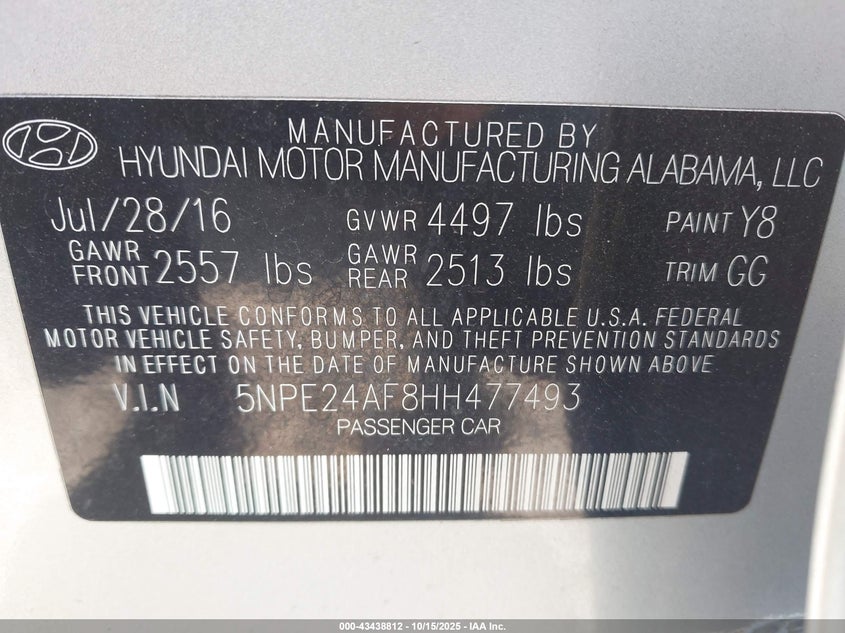 MANUFACTURED BY
HYUNDAI MOTOR MANUFACTURING ALABAMA, LLC
Jul/28/16 GVWR 4497 lbs PAINT Y8
GAWR FRONT 2557 lbs GAWR REAR 2513 lbs TRIM GG
THIS VEHICLE CONFORMS TO ALL APPLICABLE U.S.A. FEDERAL
MOTOR VEHICLE SAFETY, BUMPER, AND THEFT PREVENTION STANDARDS
IN EFFECT ON THE DATE OF MANUFACTURE SHOWN ABOVE
V.I.N 5NPE24AF8HH477493
PASSENGER CAR
000-43438812 - 10/15/2025 - IAA Inc.